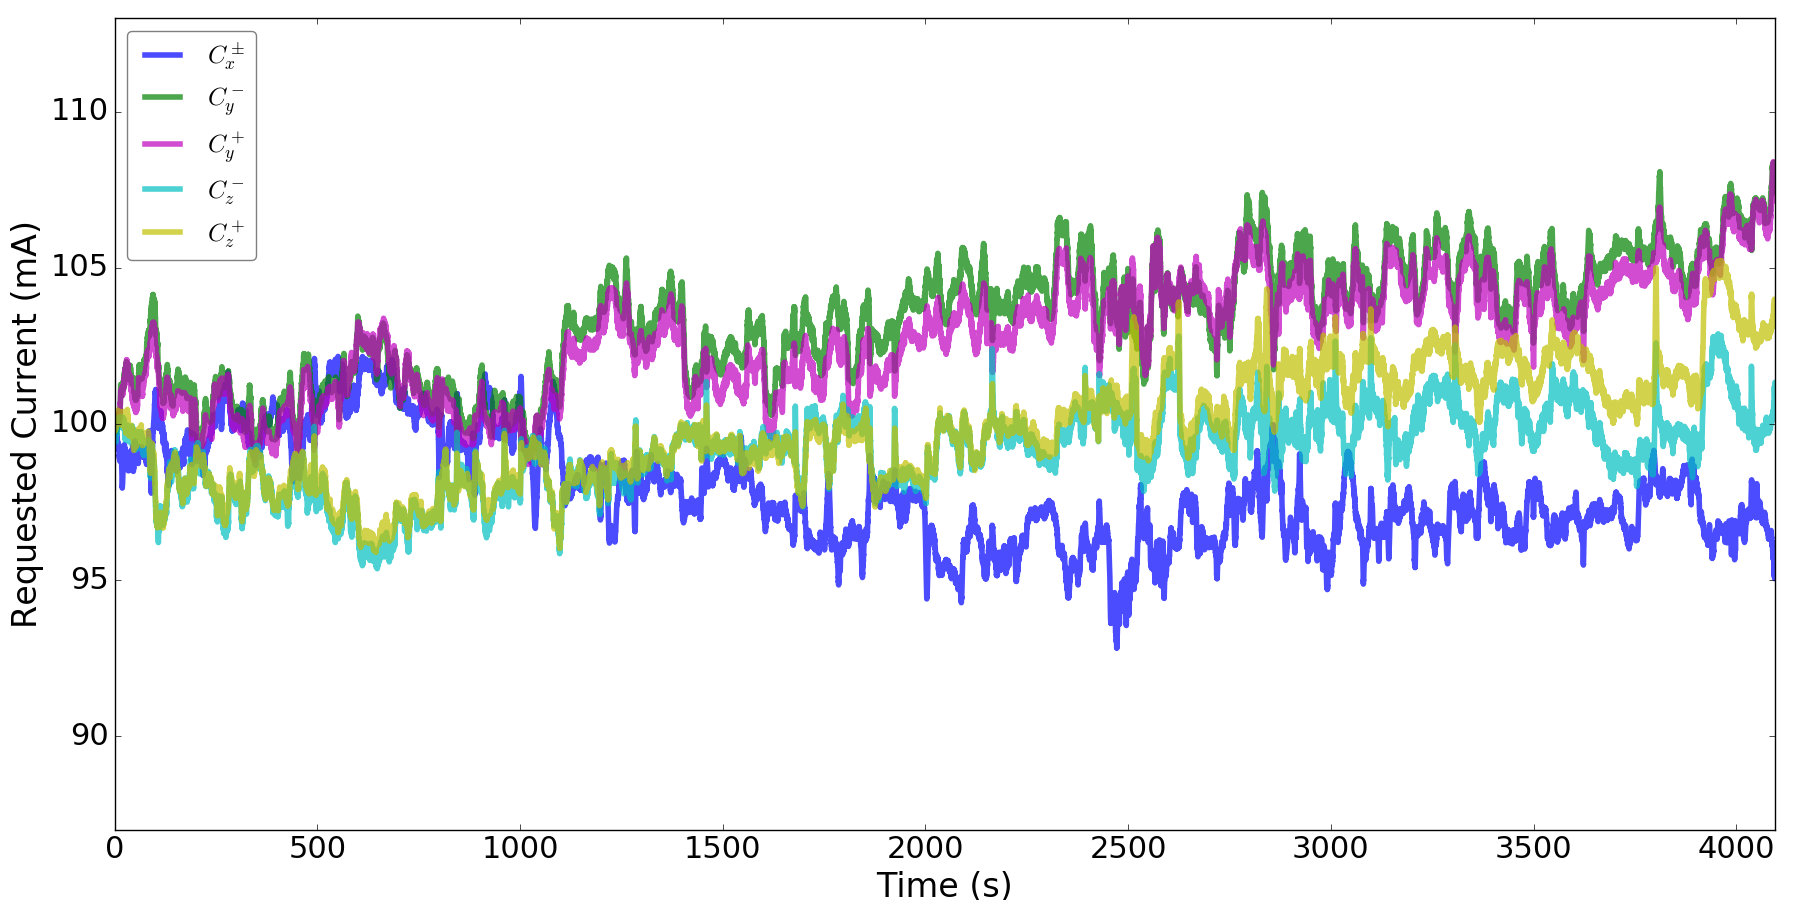 $C_x^{\pm}$
$C_y^{-}$
$C_y^{+}$
$C_z^{-}$
$C_z^{+}$
Requested Current (mA)
110
105
100
95
90
0 500 1000 1500 2000 2500 3000 3500 4000
Time (s)